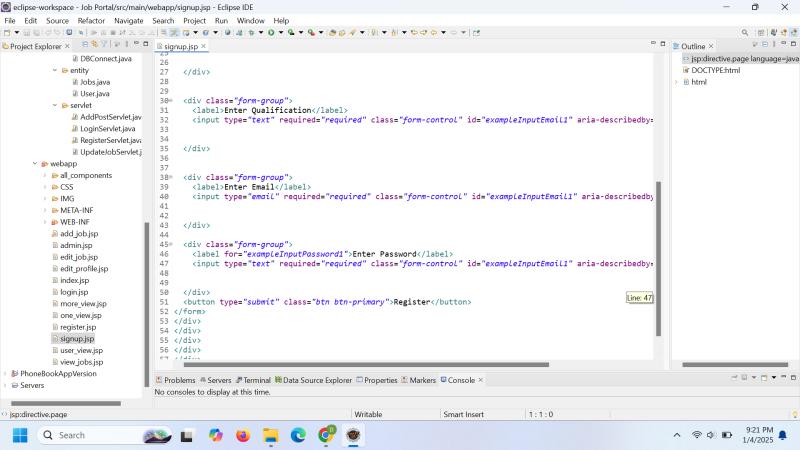 eclipse-workspace - Job Portal/src/main/webapp/signup.jsp - Eclipse IDE
File Edit Source Refactor Navigate Search Project Run Window Help
Project Explorer
DBConnect.java
entity
Jobs.java
User.java
servlet
AddPostServlet.java
LoginServlet.java
RegisterServlet.java
UpdateJobServlet.j
webapp
all_components
CSS
IMG
META-INF
WEB-INF
add_job.jsp
admin.jsp
edit_job.jsp
edit_profile.jsp
index.jsp
login.jsp
more_view.jsp
one_view.jsp
register.jsp
signup.jsp
user_view.jsp
view_jobs.jsp
PhoneBookAppVersion
Servers
signup.jsp
26
27 </div>
28
29
30 <div class="form-group">
31 <label>Enter Qualification</label>
32 <input type="text" required="required" class="form-control" id="exampleInputEmail1" aria-describedby=
33
34
35 </div>
36
37
38 <div class="form-group">
39 <label>Enter Email</label>
40 <input type="email" required="required" class="form-control" id="exampleInputEmail1" aria-describedby=
41
42
43 </div>
44
45 <div class="form-group">
46 <label for="exampleInputPassword1">Enter Password</label>
47 <input type="text" required="required" class="form-control" id="exampleInputEmail1" aria-describedby=
48
49
50 </div>
51 <button type="submit" class="btn btn-primary">Register</button>
52 </form>
53 </div>
54 </div>
55 </div>
56 </div>
57 </div>
Line: 47
Outline
jsp:directive.page language=java
DOCTYPE:html
html
Problems Servers Terminal Data Source Explorer Properties Markers Console
No consoles to display at this time.
jsp:directive.page Writable Smart Insert 1 : 1 : 0
Search
9:21 PM
1/4/2025